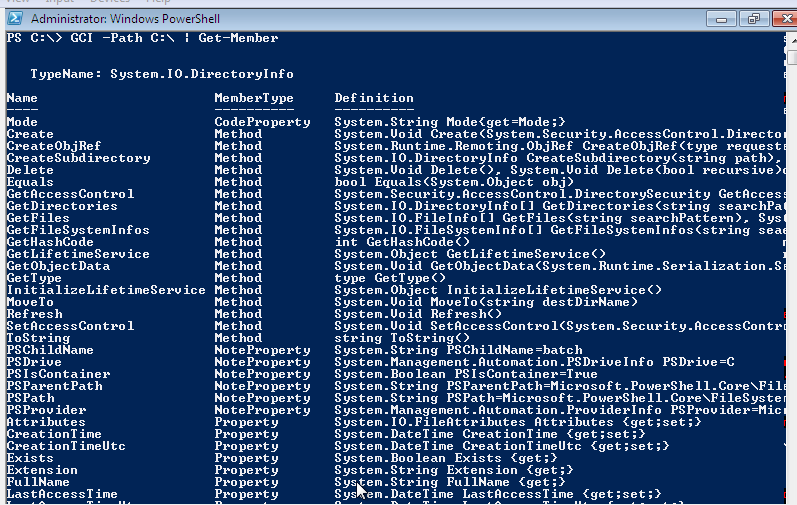 View Input Devices Help
Administrator: Windows PowerShell
PS C:\> GCI -Path C:\ | Get-Member
TypeName: System.IO.DirectoryInfo
Name MemberType Definition
---- ---------- ----------
Mode CodeProperty System.String Mode{get=Mode;}
Create Method System.Void Create(System.Security.AccessControl.Director
CreateObjRef Method System.Runtime.Remoting.ObjRef CreateObjRef(type requeste
CreateSubdirectory Method System.IO.DirectoryInfo CreateSubdirectory(string path),
Delete Method System.Void Delete(), System.Void Delete(bool recursive)
Equals Method bool Equals(System.Object obj)
GetAccessControl Method System.Security.AccessControl.DirectorySecurity GetAccess
GetDirectories Method System.IO.DirectoryInfo[] GetDirectories(string searchPat
GetFiles Method System.IO.FileInfo[] GetFiles(string searchPattern), Syst
GetFileSystemInfos Method System.IO.FileSystemInfo[] GetFileSystemInfos(string sear
GetHashCode Method int GetHashCode()
GetLifetimeService Method System.Object GetLifetimeService()
GetObjectData Method System.Void GetObjectData(System.Runtime.Serialization.Se
GetType Method type GetType()
InitializeLifetimeService Method System.Object InitializeLifetimeService()
MoveTo Method System.Void MoveTo(string destDirName)
Refresh Method System.Void Refresh()
SetAccessControl Method System.Void SetAccessControl(System.Security.AccessContro
ToString Method string ToString()
PSChildName NoteProperty System.String PSChildName=batch
PSDrive NoteProperty System.Management.Automation.PSDriveInfo PSDrive=C
PSIsContainer NoteProperty System.Boolean PSIsContainer=True
PSParentPath NoteProperty System.String PSParentPath=Microsoft.PowerShell.Core\File
PSPath NoteProperty System.String PSPath=Microsoft.PowerShell.Core\FileSystem
PSProvider NoteProperty System.Management.Automation.ProviderInfo PSProvider=Micr
Attributes Property System.IO.FileAttributes Attributes {get;set;}
CreationTime Property System.DateTime CreationTime {get;set;}
CreationTimeUtc Property System.DateTime CreationTimeUtc {get;set;}
Exists Property System.Boolean Exists {get;}
Extension Property System.String Extension {get;}
FullName Property System.String FullName {get;}
LastAccessTime Property System.DateTime LastAccessTime {get;set;}